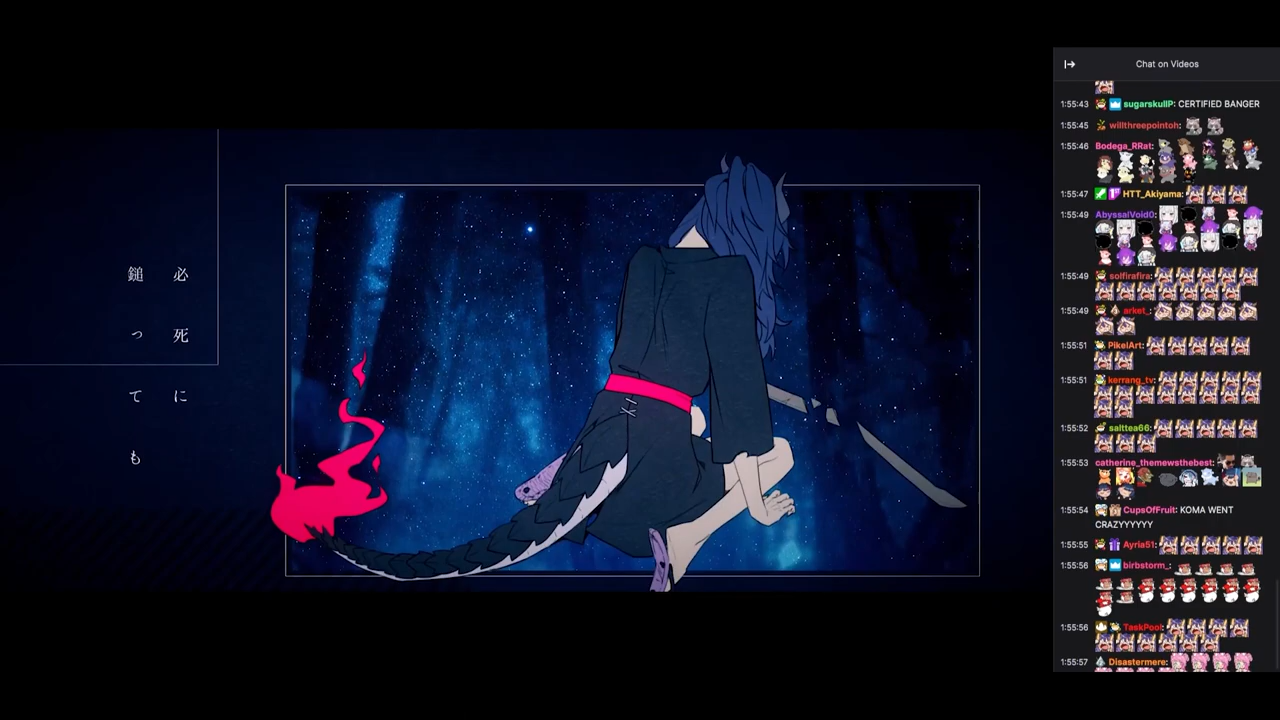 必死に
鎚って も
Chat on Videos
1:55:43 sugarskullP: CERTIFIED BANGER
1:55:45 willthreepointoh:
1:55:46 Bodega_RRat:
1:55:47 HTT_Akiyama:
1:55:49 AbyssalVoid0:
1:55:49 solfirafira:
1:55:49 arket_:
1:55:51 PikelArt:
1:55:51 kerrang_tv:
1:55:52 salttea66:
1:55:53 catherine_themewsthebest:
1:55:54 CupsOfFruit: KOMA WENT
CRAZYYYYYY
1:55:55 Ayria51:
1:55:56 birbstorm_:
1:55:56 TaskPool:
1:55:57 Disastermere: